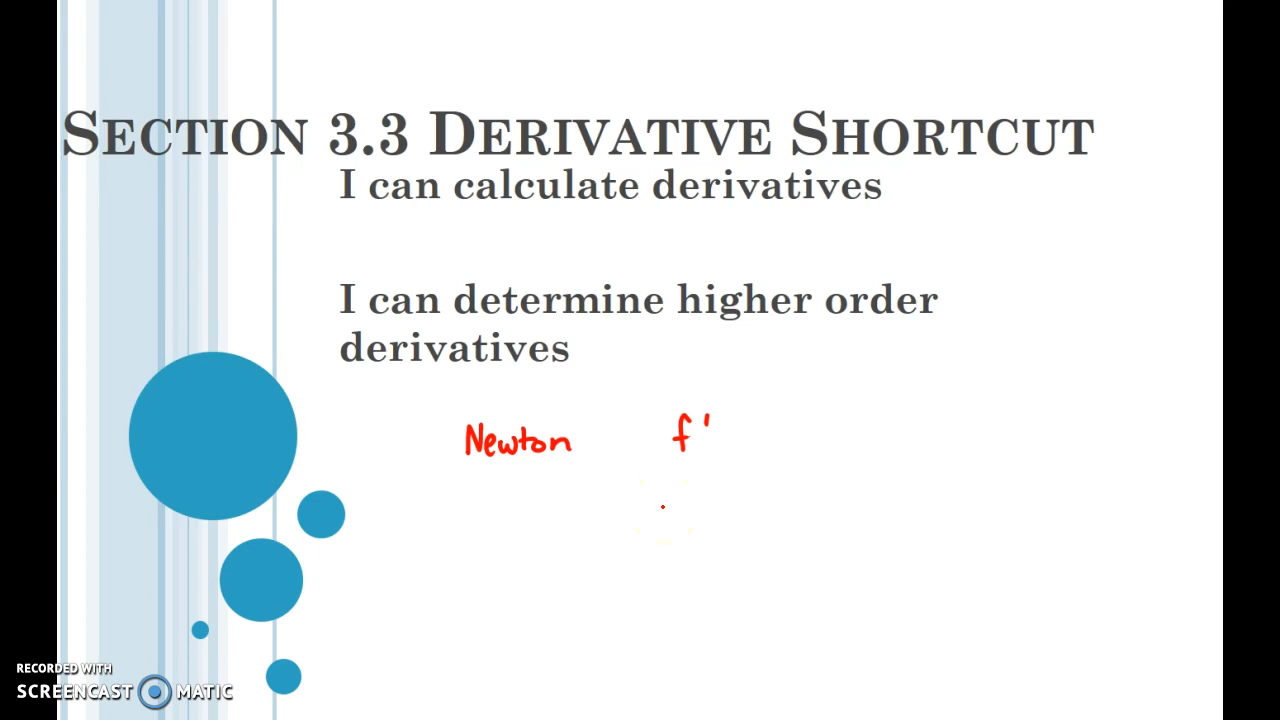 SECTION 3.3 DERIVATIVE SHORTCUT
I can calculate derivatives
I can determine higher order
derivatives
Newton f'
RECORDED WITH
SCREENCAST MATIC